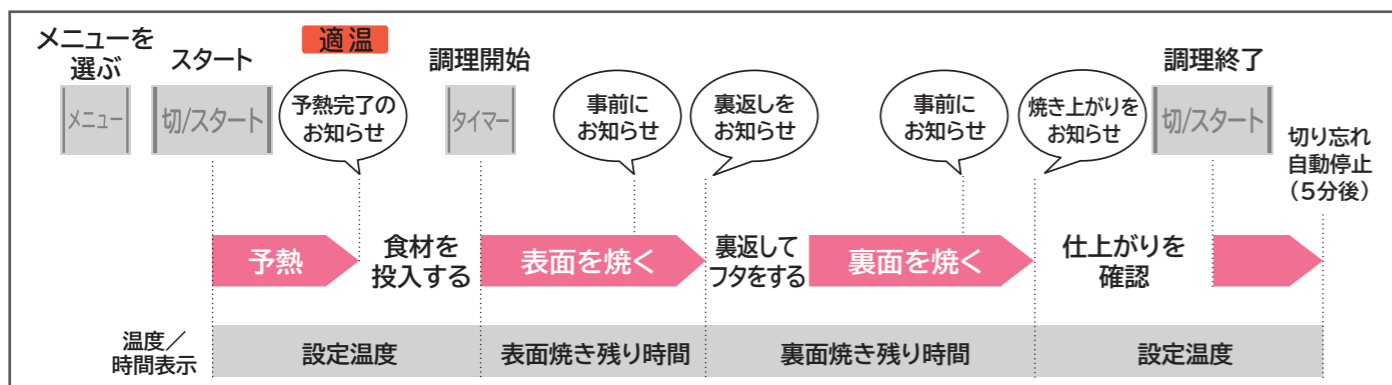 メニューを
選ぶ
メニュー
スタート
切/スタート
適温
予熱完了の
お知らせ
調理開始
タイマー
事前に
お知らせ
裏返しを
お知らせ
事前に
お知らせ
焼き上がりを
お知らせ
調理終了
切/スタート
切り忘れ
自動停止
(5分後)
予熱
食材を
投入する
表面を焼く
裏返して
フタをする
裏面を焼く
仕上がりを
確認
温度／
時間表示
設定温度
表面焼き残り時間
裏面焼き残り時間
設定温度